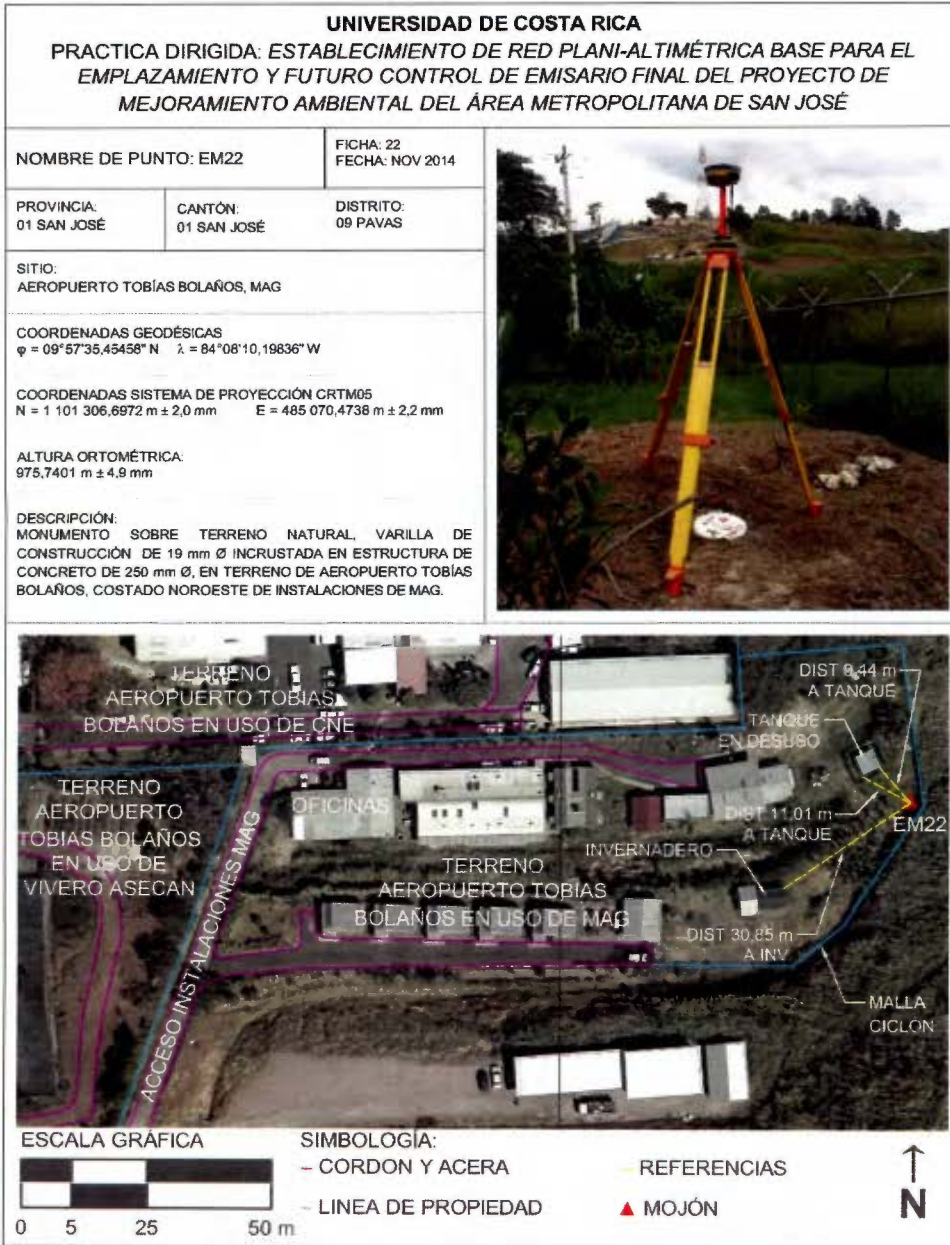 UNIVERSIDAD DE COSTA RICA
PRACTICA DIRIGIDA: ESTABLECIMIENTO DE RED PLANI-ALTIMÉTRICA BASE PARA EL
EMPLAZAMIENTO Y FUTURO CONTROL DE EMISARIO FINAL DEL PROYECTO DE
MEJORAMIENTO AMBIENTAL DEL ÁREA METROPOLITANA DE SAN JOSÉ
NOMBRE DE PUNTO: EM22
FICHA: 22
FECHA: NOV 2014
PROVINCIA:
01 SAN JOSÉ
CANTÓN:
01 SAN JOSÉ
DISTRITO:
09 PAVAS
SITIO:
AEROPUERTO TOBÍAS BOLAÑOS, MAG
COORDENADAS GEODÉSICAS
φ = 09°57'35,45458" N λ = 84°08'10,19836" W
COORDENADAS SISTEMA DE PROYECCIÓN CRTM05
N = 1 101 306,6972 m ± 2,0 mm E = 485 070,4738 m ± 2,2 mm
ALTURA ORTOMÉTRICA:
975,7401 m ± 4,9 mm
DESCRIPCIÓN:
MONUMENTO SOBRE TERRENO NATURAL, VARILLA DE
CONSTRUCCIÓN DE 19 mm Ø INCRUSTADA EN ESTRUCTURA DE
CONCRETO DE 250 mm Ø, EN TERRENO DE AEROPUERTO TOBÍAS
BOLAÑOS, COSTADO NOROESTE DE INSTALACIONES DE MAG.
TERRENO
AEROPUERTO TOBIAS
BOLAÑOS EN USO DE CNE
DIST 9.44 m
A TANQUE
TANQUE
EN DESUSO
TERRENO
AEROPUERTO
TOBIAS BOLAÑOS
EN USO DE
VIVERO ASECAN
OFICINAS
DIST 11.01 m
A TANQUE
EM22
INVERNADERO
TERRENO
AEROPUERTO TOBIAS
BOLAÑOS EN USO DE MAG
DIST 30.85 m
A INV
MALLA
CICLON
ACCESO INSTALACIONES MAG
ESCALA GRÁFICA
0 5 25 50 m
SIMBOLOGÍA:
CORDON Y ACERA
LINEA DE PROPIEDAD
REFERENCIAS
MOJÓN
N